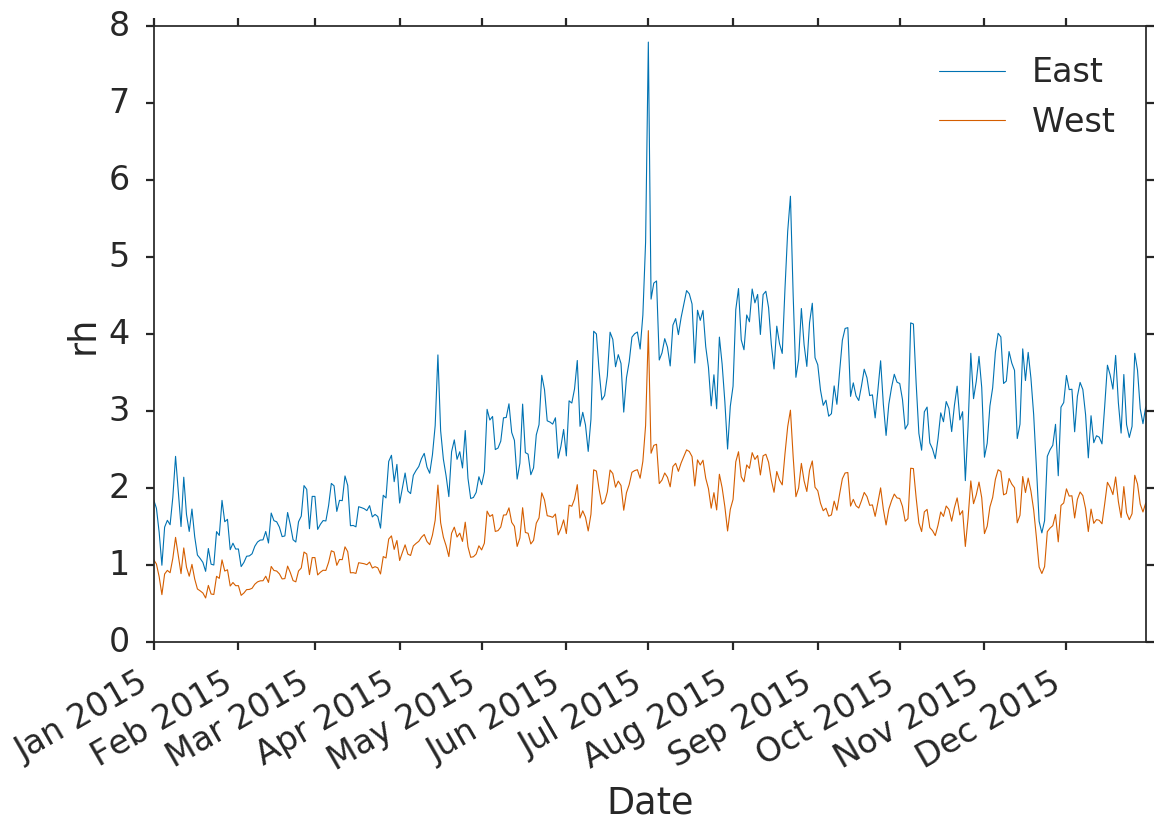 8
7
6
5
4
3
2
1
0
rh
East
West
Jan 2015
Feb 2015
Mar 2015
Apr 2015
May 2015
Jun 2015
Jul 2015
Aug 2015
Sep 2015
Oct 2015
Nov 2015
Dec 2015
Date